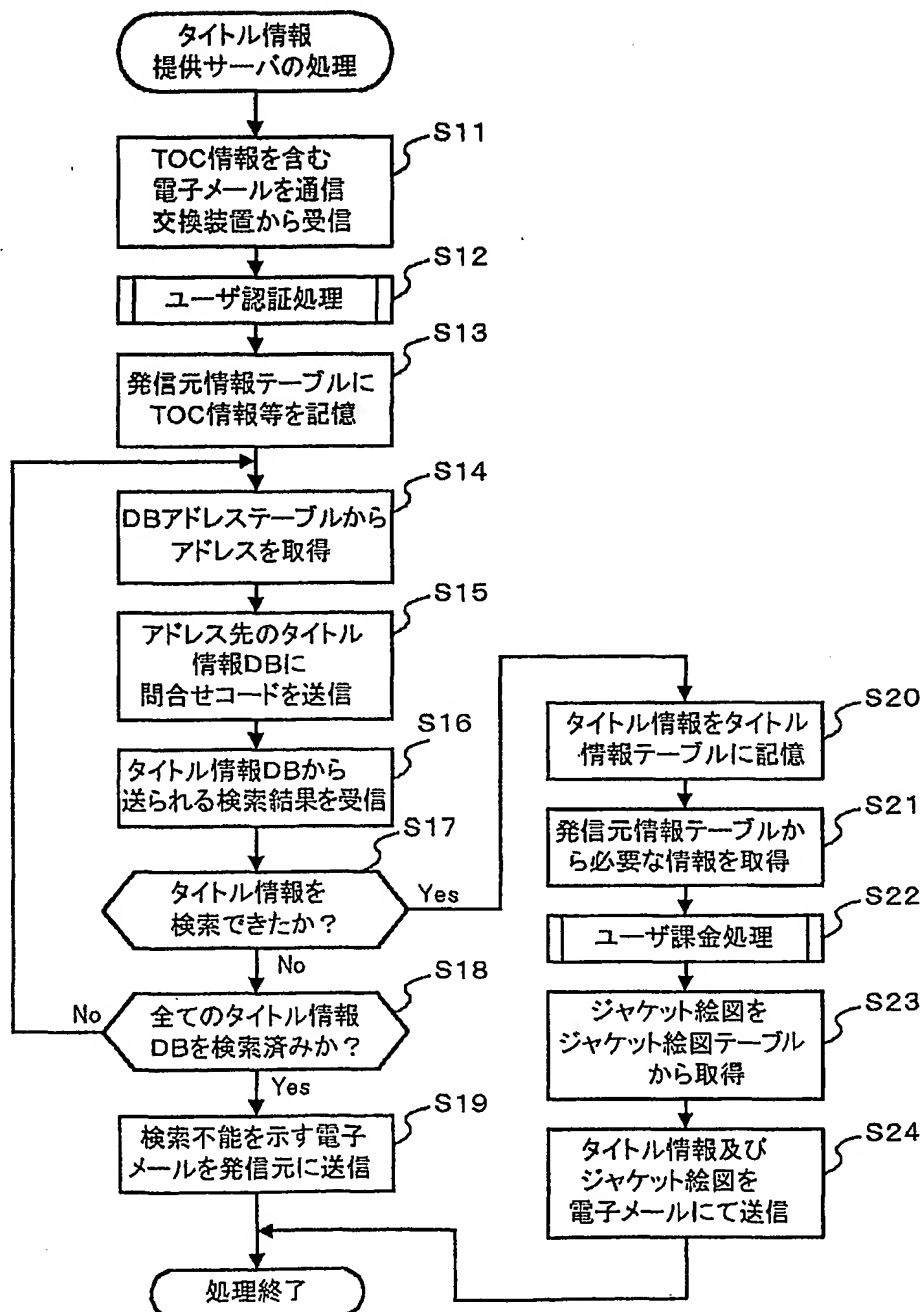 タイトル情報
提供サーバの処理
S11
TOC情報を含む
電子メールを通信
交換装置から受信
S12
ユーザ認証処理
S13
発信元情報テーブルに
TOC情報等を記憶
S14
DBアドレステーブルから
アドレスを取得
S15
アドレス先のタイトル
情報DBに
問合せコードを送信
S16
タイトル情報DBから
送られる検索結果を受信
S17
タイトル情報を
検索できたか?
Yes
No
S18
全てのタイトル情報
DBを検索済みか?
No
Yes
S19
検索不能を示す電子
メールを発信元に送信
処理終了
S20
タイトル情報をタイトル
情報テーブルに記憶
S21
発信元情報テーブルか
ら必要な情報を取得
S22
ユーザ課金処理
S23
ジャケット絵図を
ジャケット絵図テーブル
から取得
S24
タイトル情報及び
ジャケット絵図を
電子メールにて送信